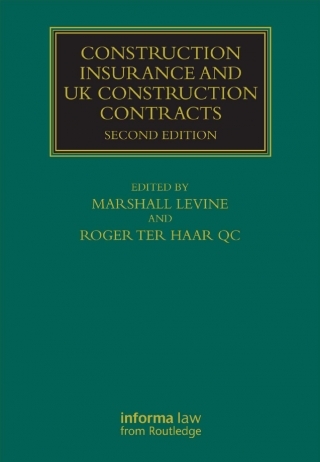 CONSTRUCTION
INSURANCE AND
UK CONSTRUCTION
CONTRACTS
SECOND EDITION
EDITED BY
MARSHALL LEVINE
AND
ROGER TER HAAR QC
informa law
from Routledge